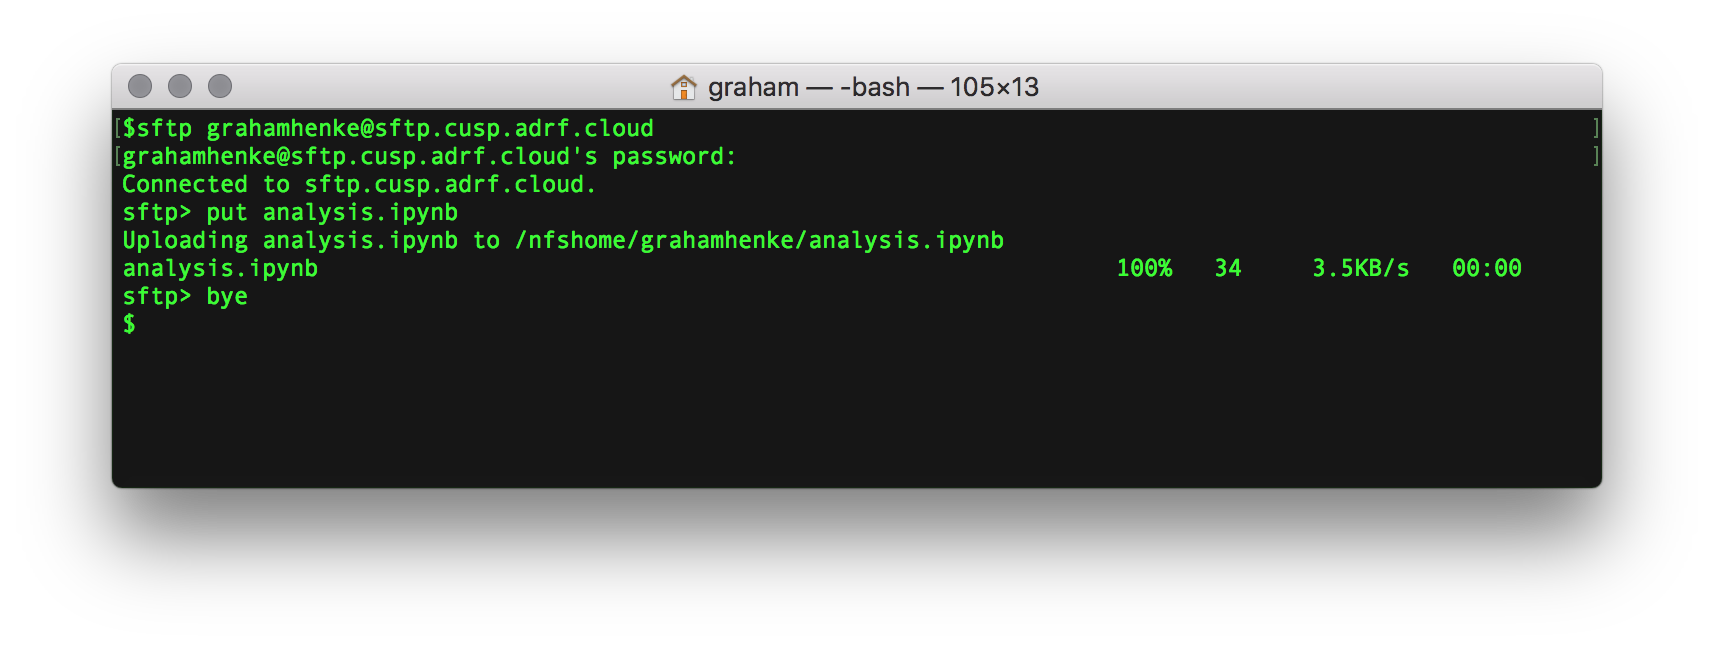 graham — -bash — 105×13
[$sftp grahamhenke@sftp.cusp.adrf.cloud ]
[grahamhenke@sftp.cusp.adrf.cloud's password: ]
Connected to sftp.cusp.adrf.cloud.
sftp> put analysis.ipynb
Uploading analysis.ipynb to /nfshome/grahamhenke/analysis.ipynb
analysis.ipynb 100% 34 3.5KB/s 00:00
sftp> bye
$